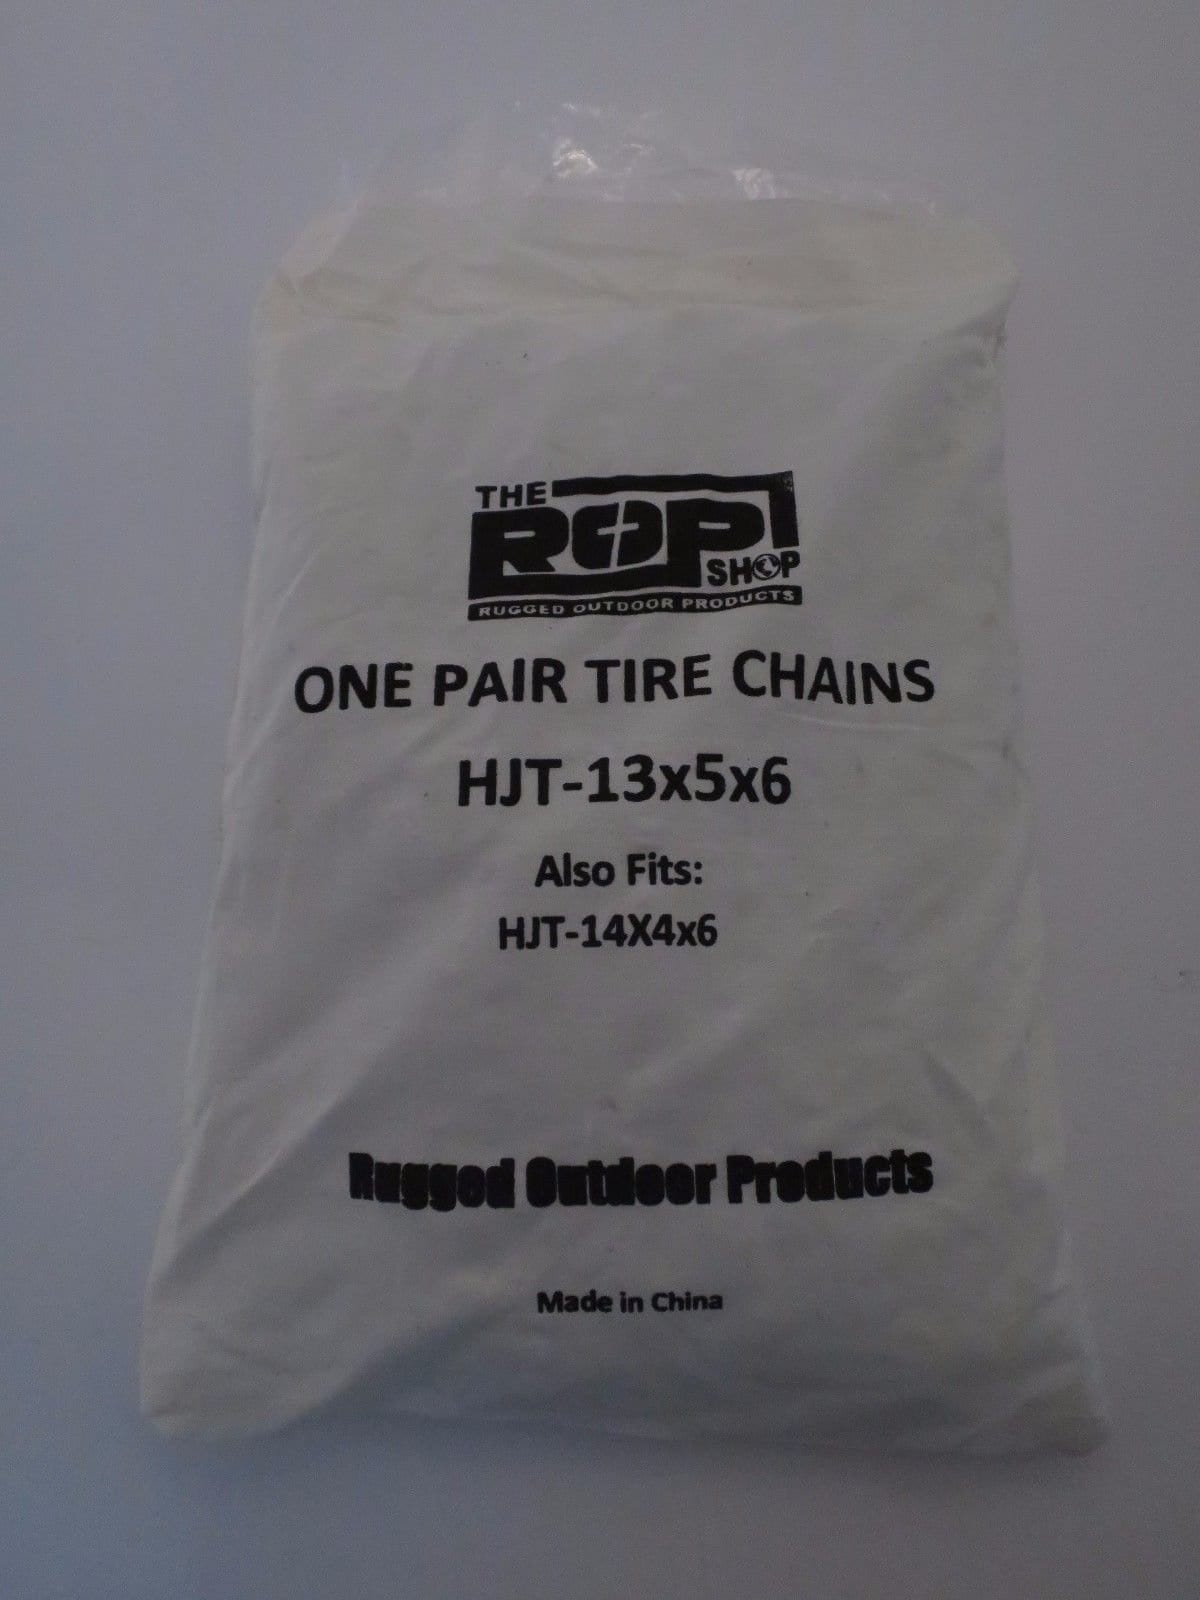 THE
ROP
SHOP
RUGGED OUTDOOR PRODUCTS
ONE PAIR TIRE CHAINS
HJT-13x5x6
Also Fits:
HJT-14X4x6
Rugged Outdoor Products
Made in China